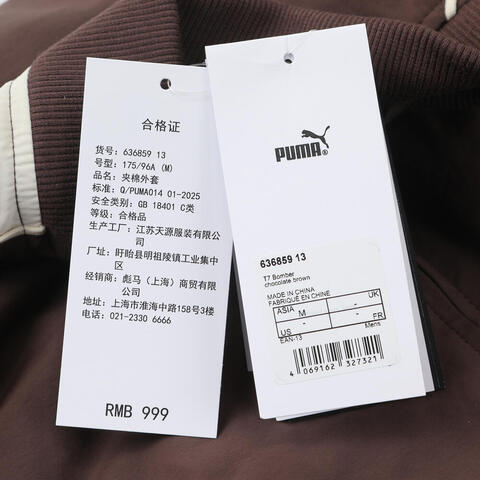 合格证
货号: 636859 13
号型: 175/96A (M)
品名: 夹棉外套
标准: Q/PUMA014 01-2025
安全类别: GB 18401 C类
等级: 合格品
生产工厂: 江苏天源服装有限公
司
厂址: 盱眙县明祖陵镇工业集中
区
经销商: 彪马（上海）商贸有限公
司
地址: 上海市淮海中路158号3楼
电话: 021-2330 6666
RMB 999
PUMA
636859 13
T7 Bomber
chocolate brown
MADE IN CHINA
FABRIQUÉ EN CHINE
ASIA M - UK
US - - FR
EAN-13 Mens
4 069162 327321